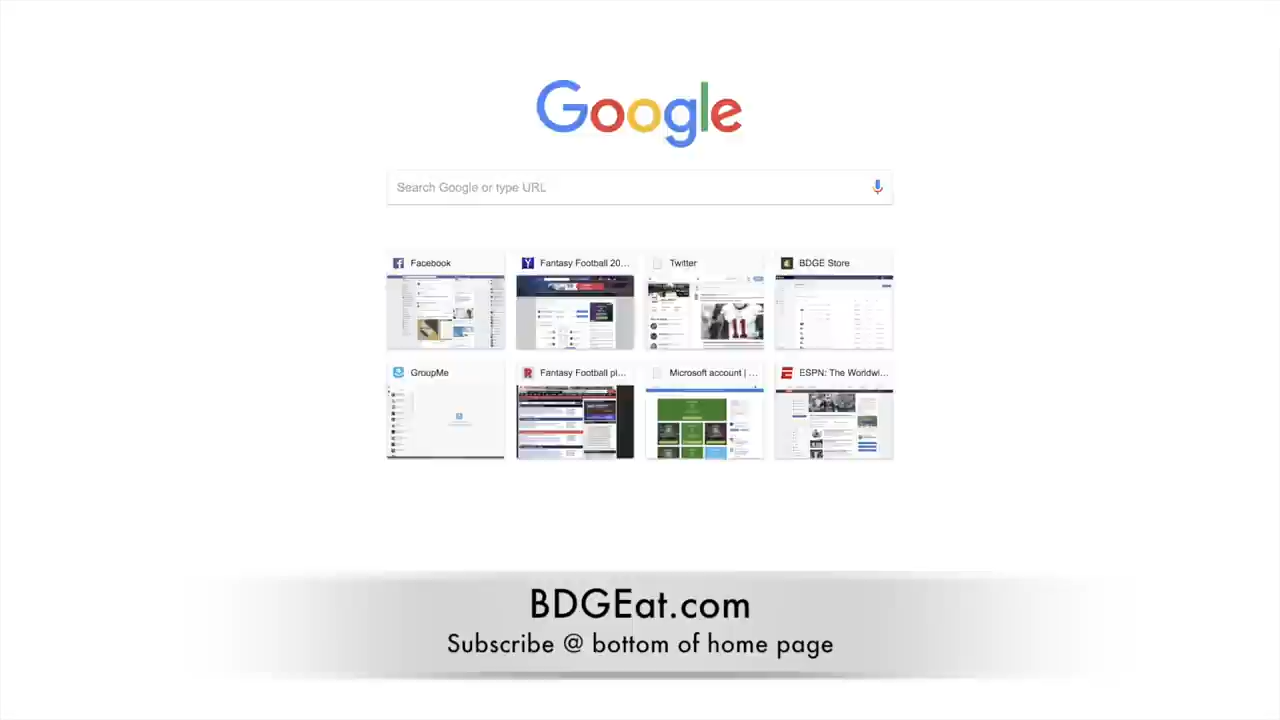 Google
Search Google or type URL
Facebook
Fantasy Football 20...
Twitter
BDGE Store
GroupMe
Fantasy Football pl...
Microsoft account | ...
ESPN: The Worldwi...
BDGEat.com
Subscribe @ bottom of home page